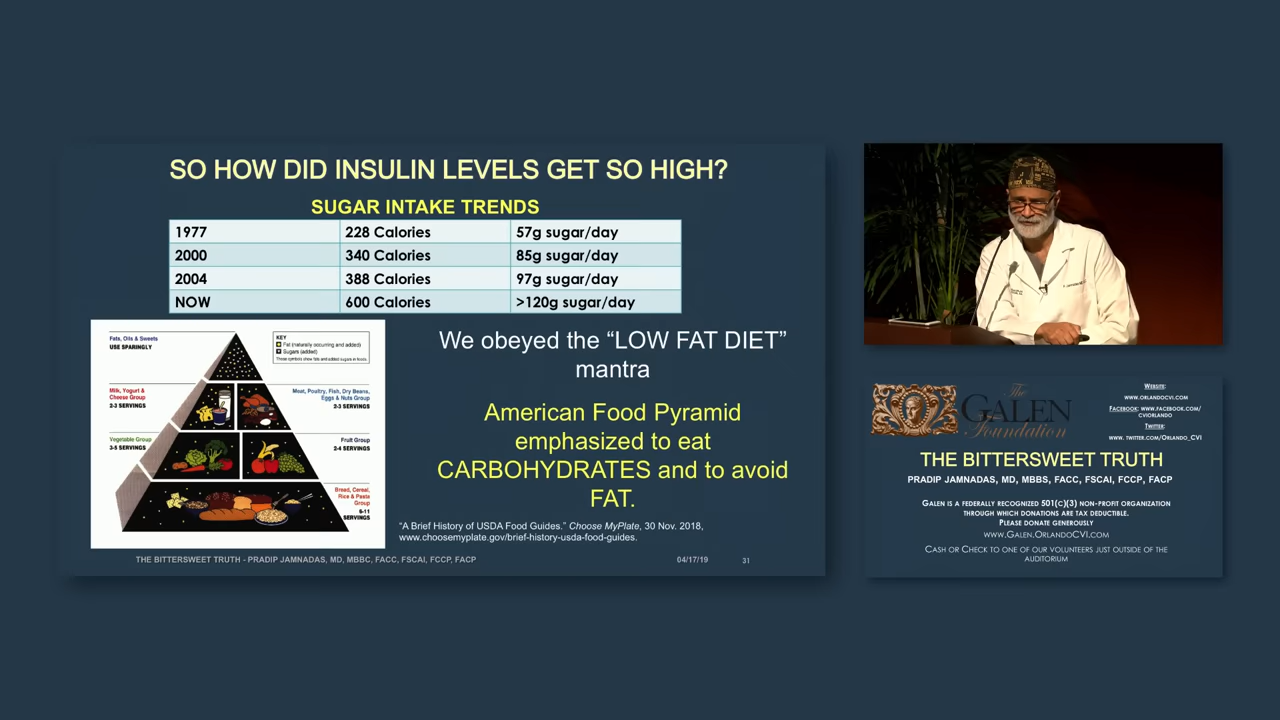 SO HOW DID INSULIN LEVELS GET SO HIGH?
SUGAR INTAKE TRENDS
1977 228 Calories 57g sugar/day
2000 340 Calories 85g sugar/day
2004 388 Calories 97g sugar/day
NOW 600 Calories >120g sugar/day
Fats, Oils & Sweets
USE SPARINGLY
KEY
Fat (naturally occurring and added)
Sugars (added)
These symbols show fats and added sugars in foods.
Milk, Yogurt &
Cheese Group
2-3 SERVINGS
Meat, Poultry, Fish, Dry Beans,
Eggs & Nuts Group
2-3 SERVINGS
Vegetable Group
3-5 SERVINGS
Fruit Group
2-4 SERVINGS
Bread, Cereal,
Rice & Pasta
Group
6-11
SERVINGS
We obeyed the “LOW FAT DIET”
mantra
American Food Pyramid
emphasized to eat
CARBOHYDRATES and to avoid
FAT.
“A Brief History of USDA Food Guides.” Choose MyPlate, 30 Nov. 2018,
www.choosemyplate.gov/brief-history-usda-food-guides.
THE BITTERSWEET TRUTH - PRADIP JAMNADAS, MD, MBBC, FACC, FSCAI, FCCP, FACP 04/17/19 31
The
GALEN
Foundation
WEBSITE:
WWW.ORLANDOCVI.COM
FACEBOOK: WWW.FACEBOOK.COM/
CVIORLANDO
TWITTER:
WWW. TWITTER.COM/ORLANDO_CVI
THE BITTERSWEET TRUTH
PRADIP JAMNADAS, MD, MBBS, FACC, FSCAI, FCCP, FACP
GALEN IS A FEDERALLY RECOGNIZED 501(C)(3) NON-PROFIT ORGANIZATION
THROUGH WHICH DONATIONS ARE TAX DEDUCTIBLE.
PLEASE DONATE GENEROUSLY
WWW.GALEN.ORLANDOCVI.COM
CASH OR CHECK TO ONE OF OUR VOLUNTEERS JUST OUTSIDE OF THE
AUDITORIUM